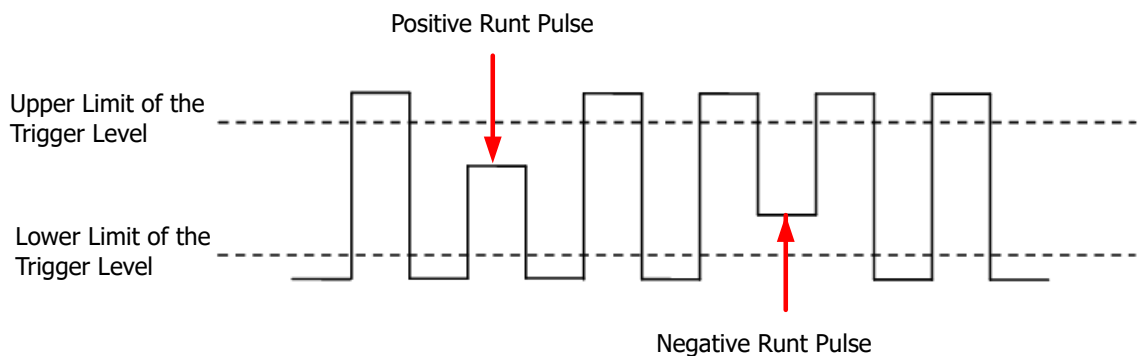 Positive Runt Pulse
Upper Limit of the
Trigger Level
Lower Limit of the
Trigger Level
Negative Runt Pulse